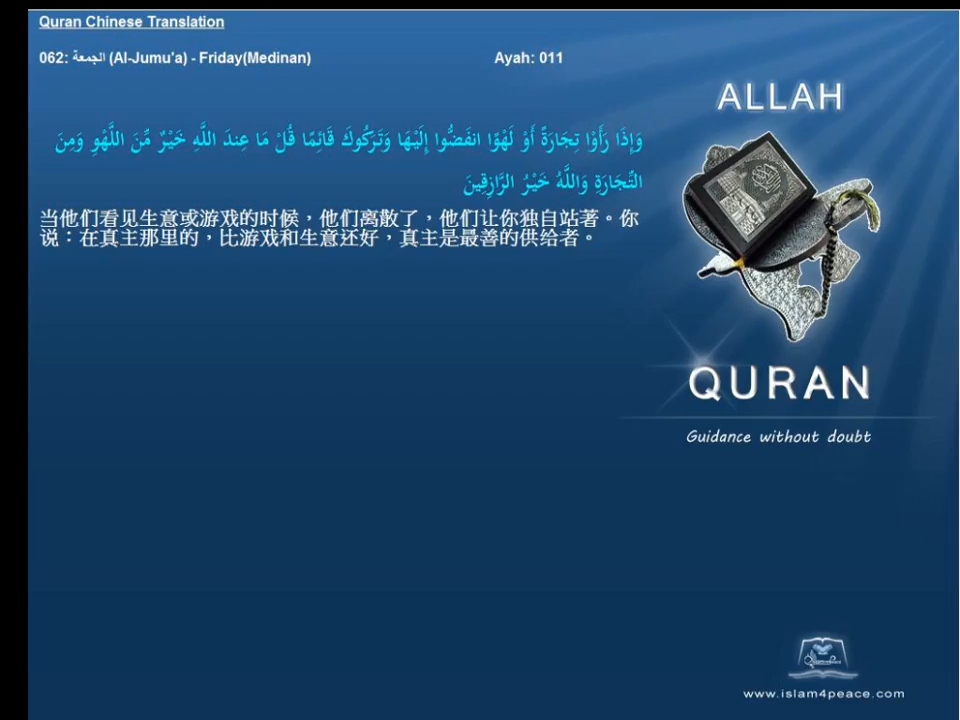 Quran Chinese Translation
062: الجمعة (Al-Jumu'a) - Friday(Medinan) Ayah: 011
وَإِذَا رَأَوْا تِجَارَةً أَوْ لَهْوًا انفَضُّوا إِلَيْهَا وَتَرَكُوكَ قَائِمًا قُلْ مَا عِندَ اللَّهِ خَيْرٌ مِّنَ اللَّهْوِ وَمِنَ
التِّجَارَةِ وَاللَّهُ خَيْرُ الرَّازِقِينَ
当他们看见生意或游戏的时候，他们离散了，他们让你独自站著。你
说：在真主那里的，比游戏和生意还好，真主是最善的供给者。
ALLAH
QURAN
Guidance without doubt
www.islam4peace.com